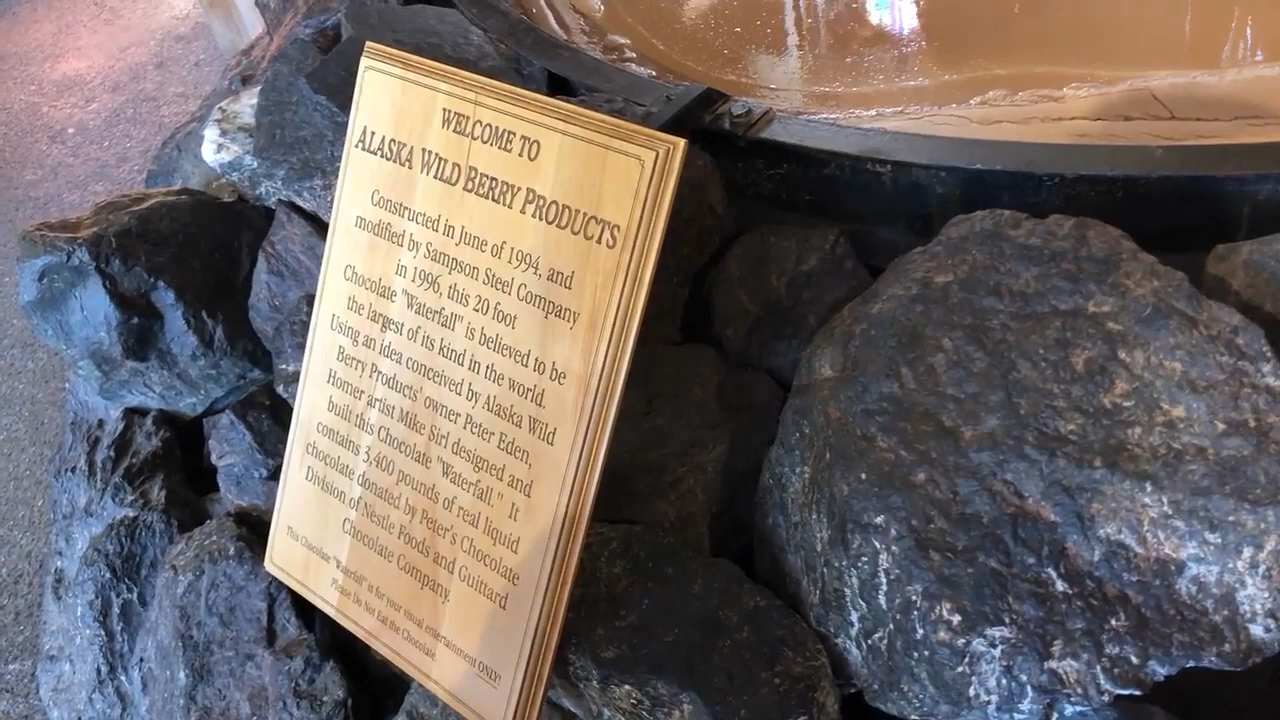 WELCOME TO
ALASKA WILD BERRY PRODUCTS
Constructed in June of 1994, and
modified by Sampson Steel Company
in 1996, this 20 foot
Chocolate "Waterfall" is believed to be
the largest of its kind in the world.
Using an idea conceived by Alaska Wild
Berry Products' owner Peter Eden,
Homer artist Mike Sirl designed and
built this Chocolate "Waterfall." It
contains 3,400 pounds of real liquid
chocolate donated by Peter's Chocolate
Division of Nestle Foods and Guittard
Chocolate Company.
This Chocolate "Waterfall" is for your visual entertainment ONLY!
Please Do Not Eat the Chocolate.